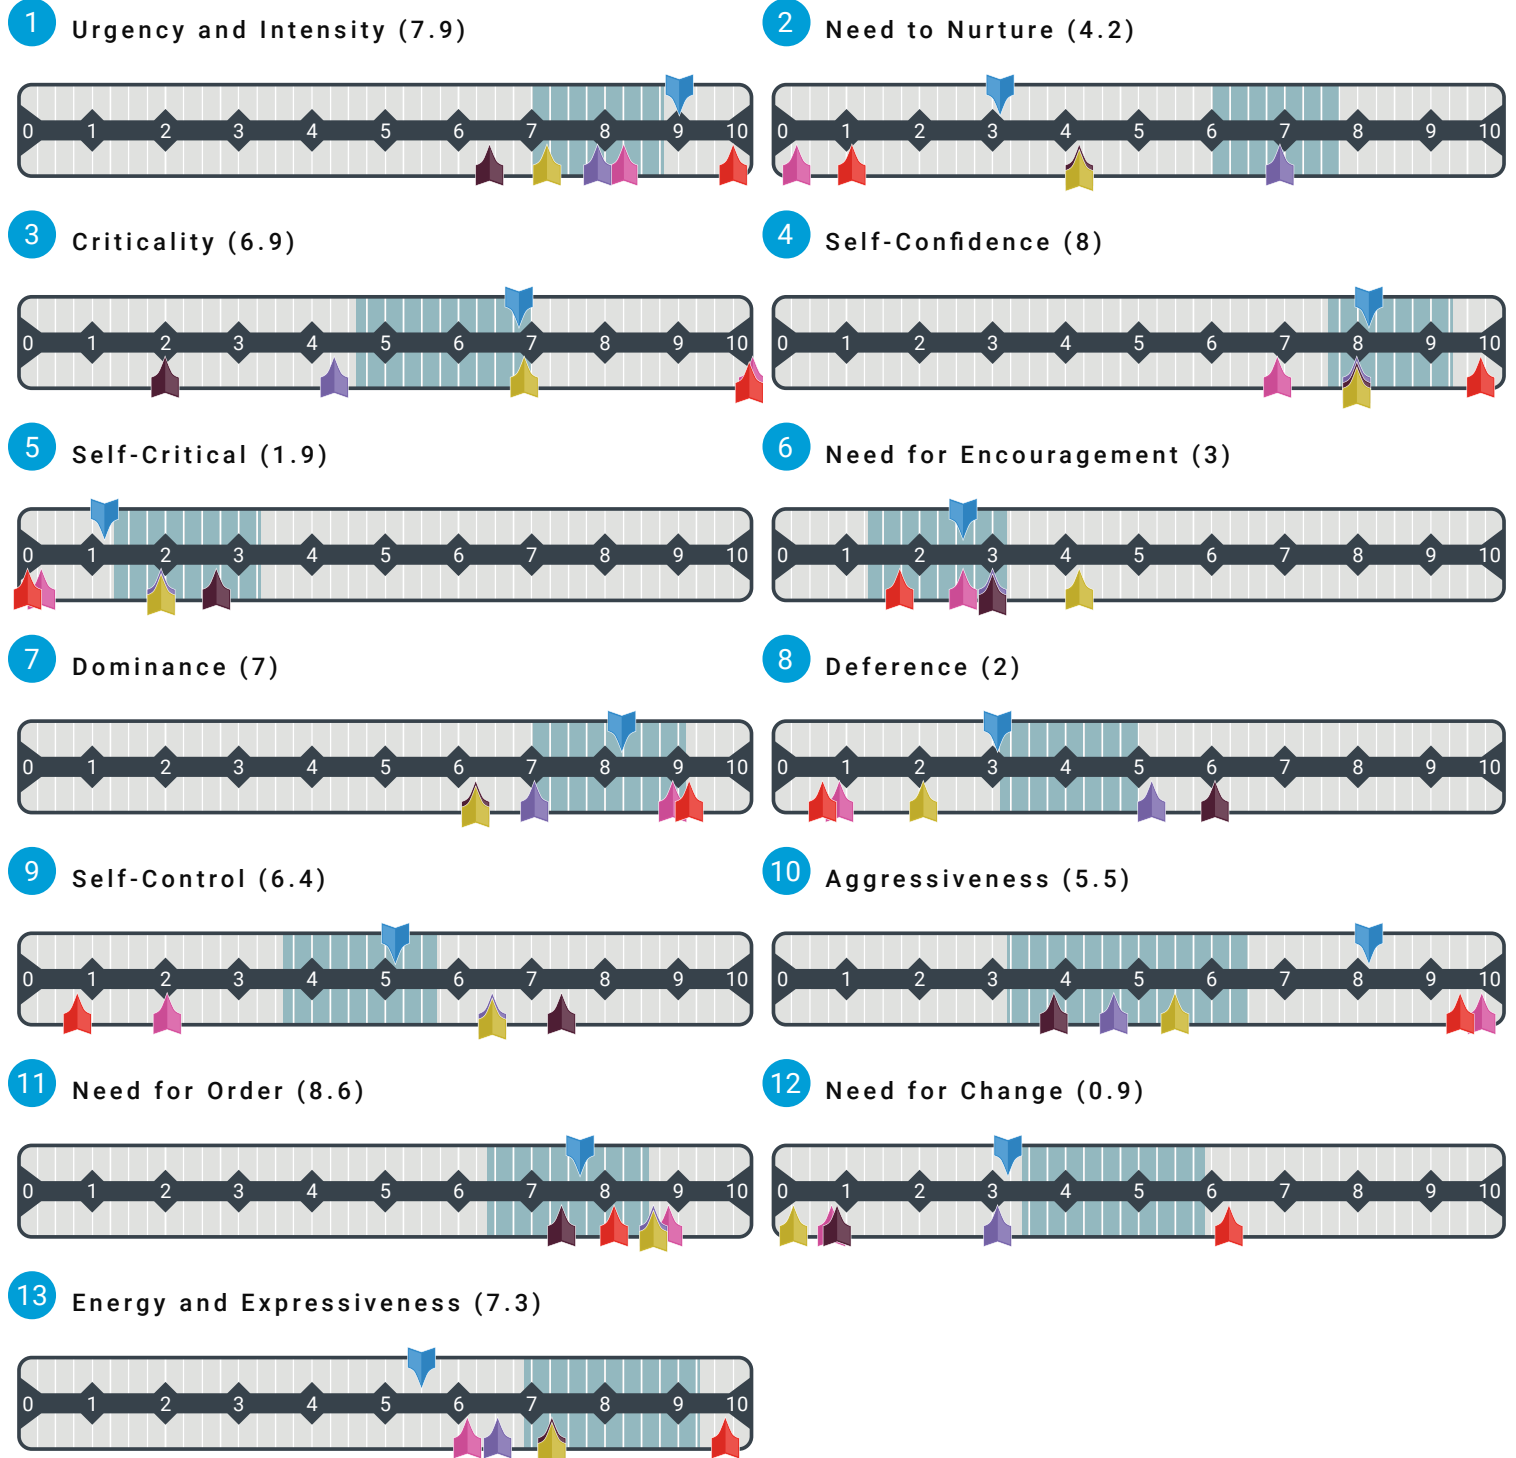 1 Urgency and Intensity (7.9)
0 1 2 3 4 5 6 7 8 9 10
2 Need to Nurture (4.2)
0 1 2 3 4 5 6 7 8 9 10
3 Criticality (6.9)
0 1 2 3 4 5 6 7 8 9 10
4 Self-Confidence (8)
0 1 2 3 4 5 6 7 8 9 10
5 Self-Critical (1.9)
0 1 2 3 4 5 6 7 8 9 10
6 Need for Encouragement (3)
0 1 2 3 4 5 6 7 8 9 10
7 Dominance (7)
0 1 2 3 4 5 6 7 8 9 10
8 Deference (2)
0 1 2 3 4 5 6 7 8 9 10
9 Self-Control (6.4)
0 1 2 3 4 5 6 7 8 9 10
10 Aggressiveness (5.5)
0 1 2 3 4 5 6 7 8 9 10
11 Need for Order (8.6)
0 1 2 3 4 5 6 7 8 9 10
12 Need for Change (0.9)
0 1 2 3 4 5 6 7 8 9 10
13 Energy and Expressiveness (7.3)
0 1 2 3 4 5 6 7 8 9 10